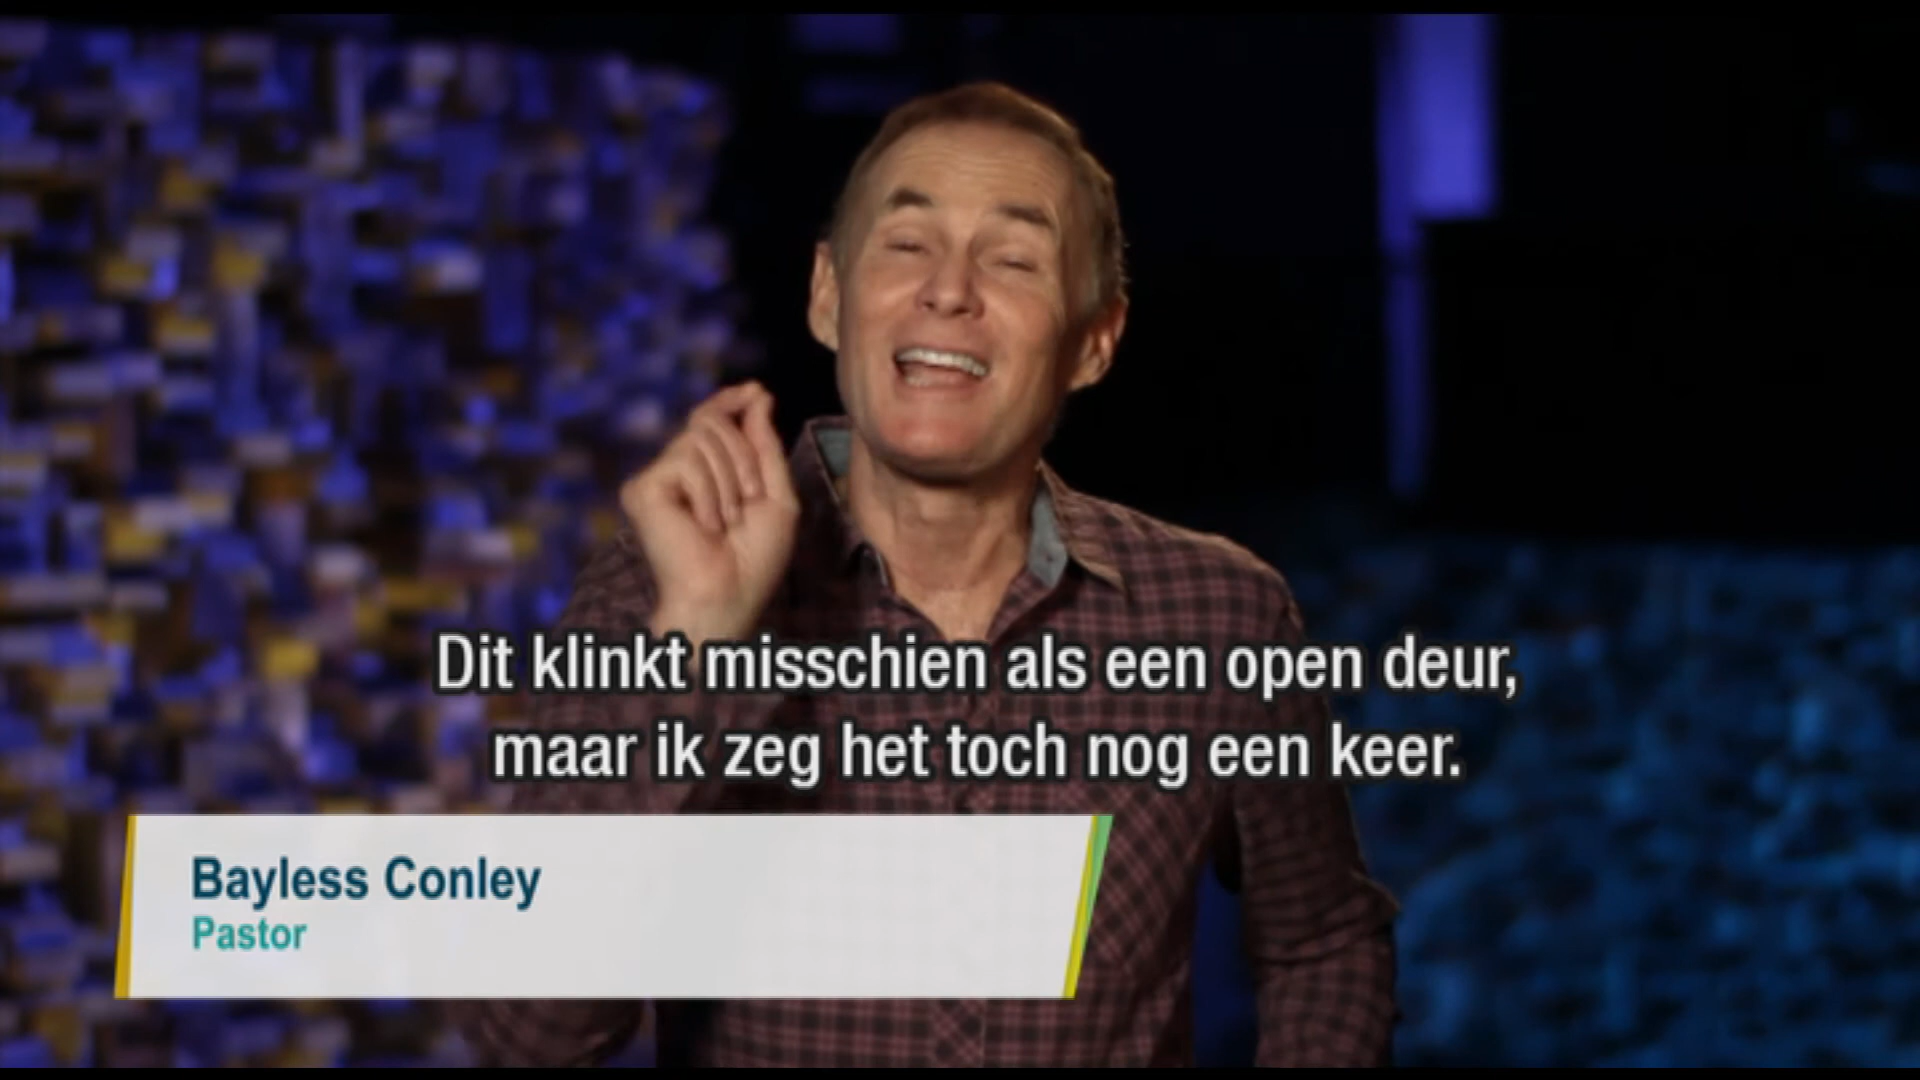 Dit klinkt misschien als een open deur,
maar ik zeg het toch nog een keer.
Bayless Conley
Pastor